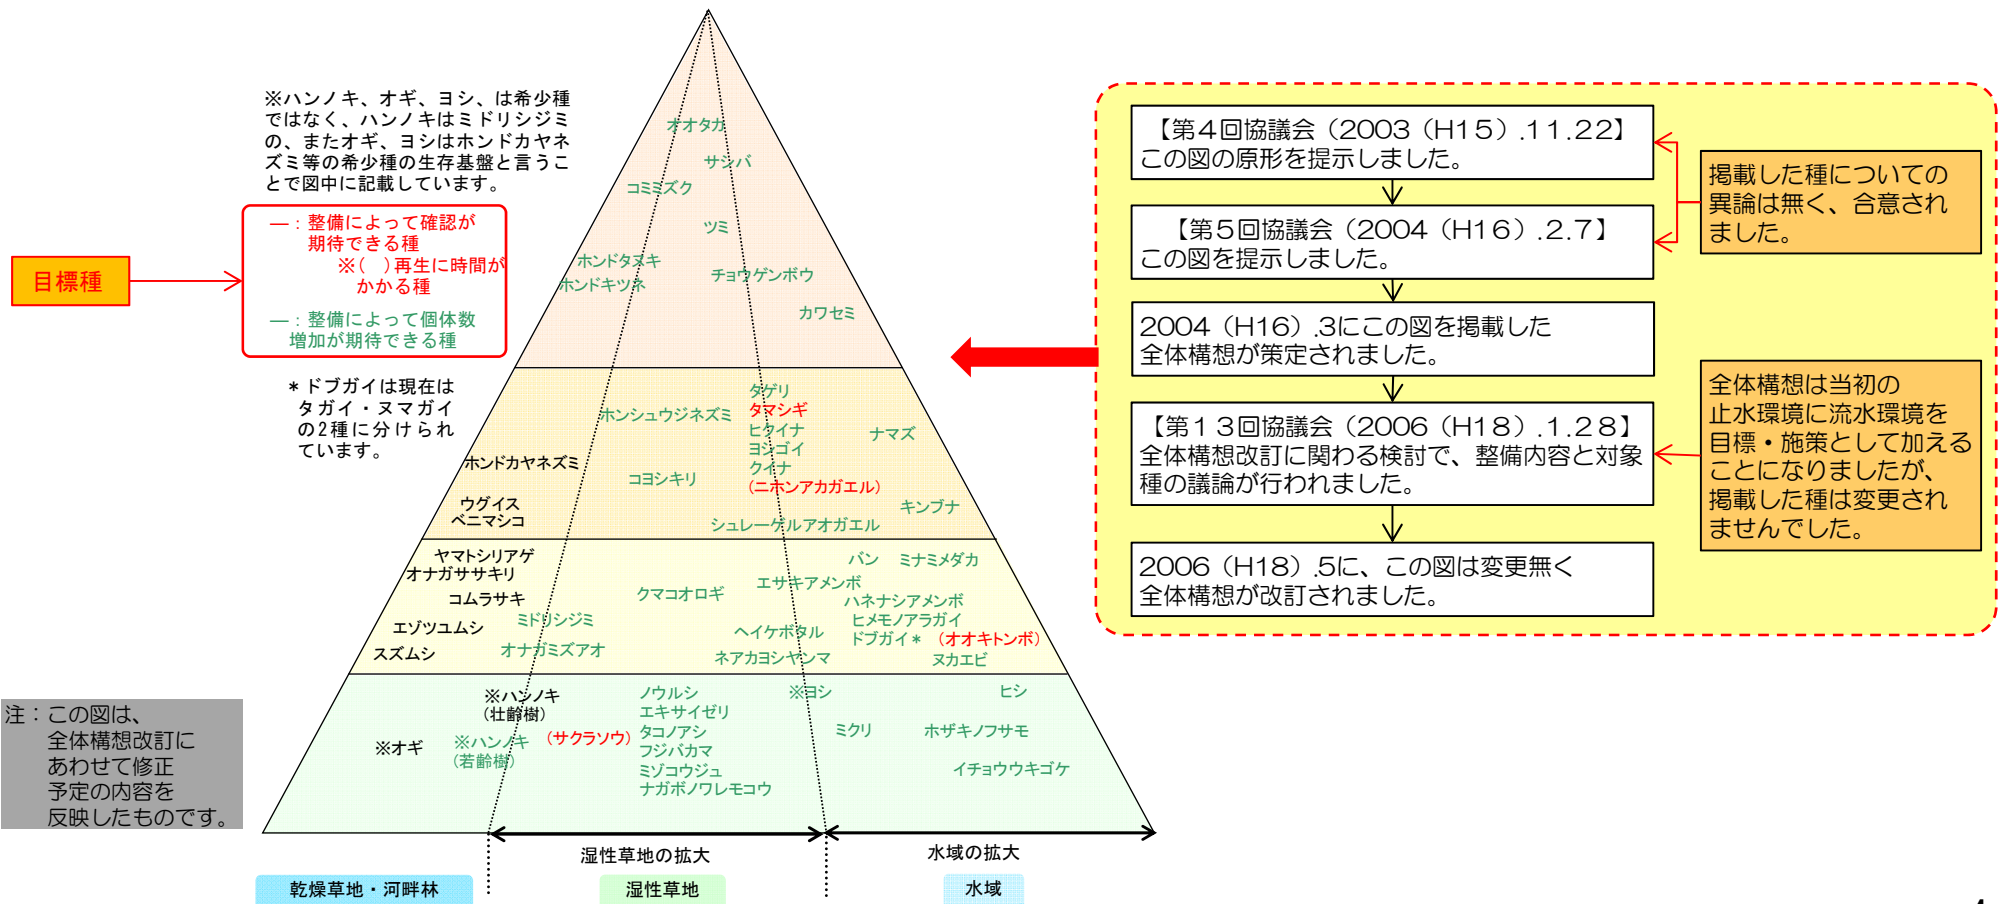 ※ハンノキ、オギ、ヨシ、は希少種
ではなく、ハンノキはミドリシジミ
の、またオギ、ヨシはホンドカヤネ
ズミ等の希少種の生存基盤と言うこ
とで図中に記載しています。
目標種
―：整備によって確認が
期待できる種
※(　)再生に時間が
かかる種
―：整備によって個体数
増加が期待できる種
＊ドブガイは現在は
タガイ・ヌマガイ
の2種に分けられ
ています。
注：この図は、
全体構想改訂に
あわせて修正
予定の内容を
反映したものです。
オオタカ
サシバ
コミミズク
ツミ
ホンドタヌキ
チョウゲンボウ
ホンドキツネ
カワセミ
タゲリ
ホンシュウジネズミ
タマシギ
ヒクイナ
ナマズ
ヨシゴイ
ホンドカヤネズミ
クイナ
コヨシキリ
(ニホンアカガエル)
ウグイス
キンブナ
ベニマシコ
シュレーゲルアオガエル
ヤマトシリアゲ
バン
ミナミメダカ
オナガササキリ
エサキアメンボ
コムラサキ
クマコオロギ
ハネナシアメンボ
ミドリシジミ
ヒメモノアラガイ
エゾツユムシ
ヘイケボタル
ドブガイ＊
(オオキトンボ)
スズムシ
オナガミズアオ
ネアカヨシヤンマ
ヌカエビ
※ハンノキ
(壮齢樹)
ノウルシ
※ヨシ
ヒシ
エキサイゼリ
※オギ
※ハンノキ
(若齢樹)
(サクラソウ)
タコノアシ
ミクリ
ホザキノフサモ
フジバカマ
ミゾコウジュ
イチョウウキゴケ
ナガボノワレモコウ
湿性草地の拡大
水域の拡大
乾燥草地・河畔林
湿性草地
水域
【第４回協議会（2003（H15）.11.22】
この図の原形を提示しました。
【第５回協議会（2004（H16）.2.7】
この図を提示しました。
2004（H16）.3にこの図を掲載した
全体構想が策定されました。
【第１３回協議会（2006（H18）.1.28】
全体構想改訂に関わる検討で、整備内容と対象
種の議論が行われました。
2006（H18）.5に、この図は変更無く
全体構想が改訂されました。
掲載した種についての
異論は無く、合意され
ました。
全体構想は当初の
止水環境に流水環境を
目標・施策として加える
ことになりましたが、
掲載した種は変更され
ませんでした。